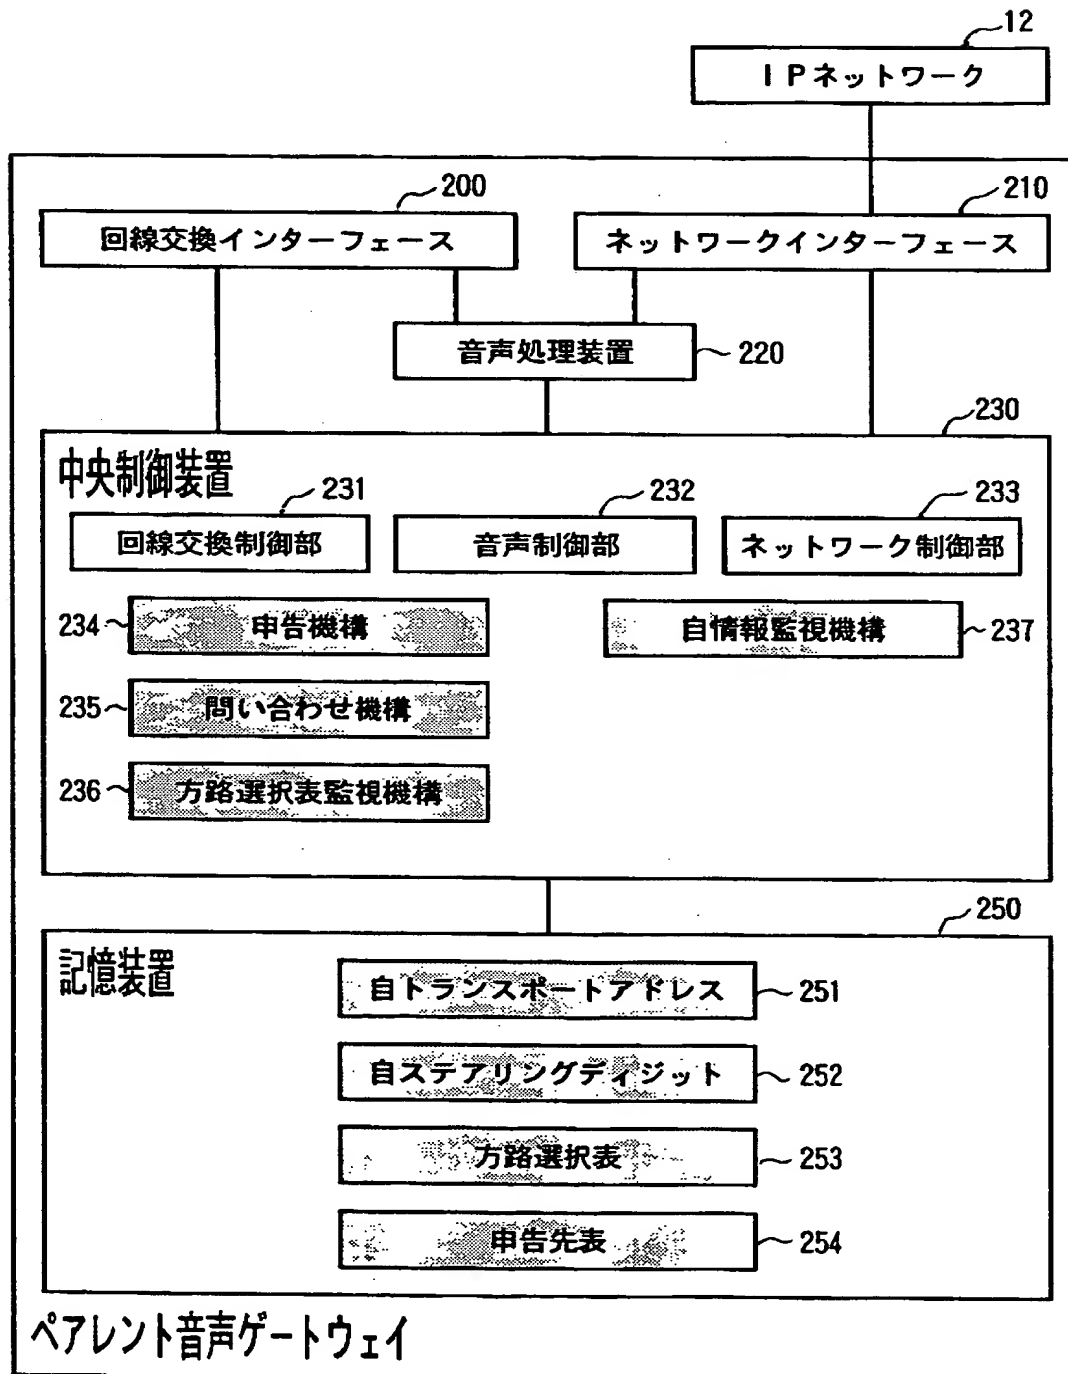 12
ＩＰネットワーク
200
210
回線交換インターフェース
ネットワークインターフェース
音声処理装置
220
230
中央制御装置
231
232
233
回線交換制御部
音声制御部
ネットワーク制御部
234
申告機構
自情報監視機構
237
235
問い合わせ機構
236
方路選択表監視機構
250
記憶装置
自トランスポートアドレス
251
自ステアリングディジット
252
方路選択表
253
申告先表
254
ペアレント音声ゲートウェイ